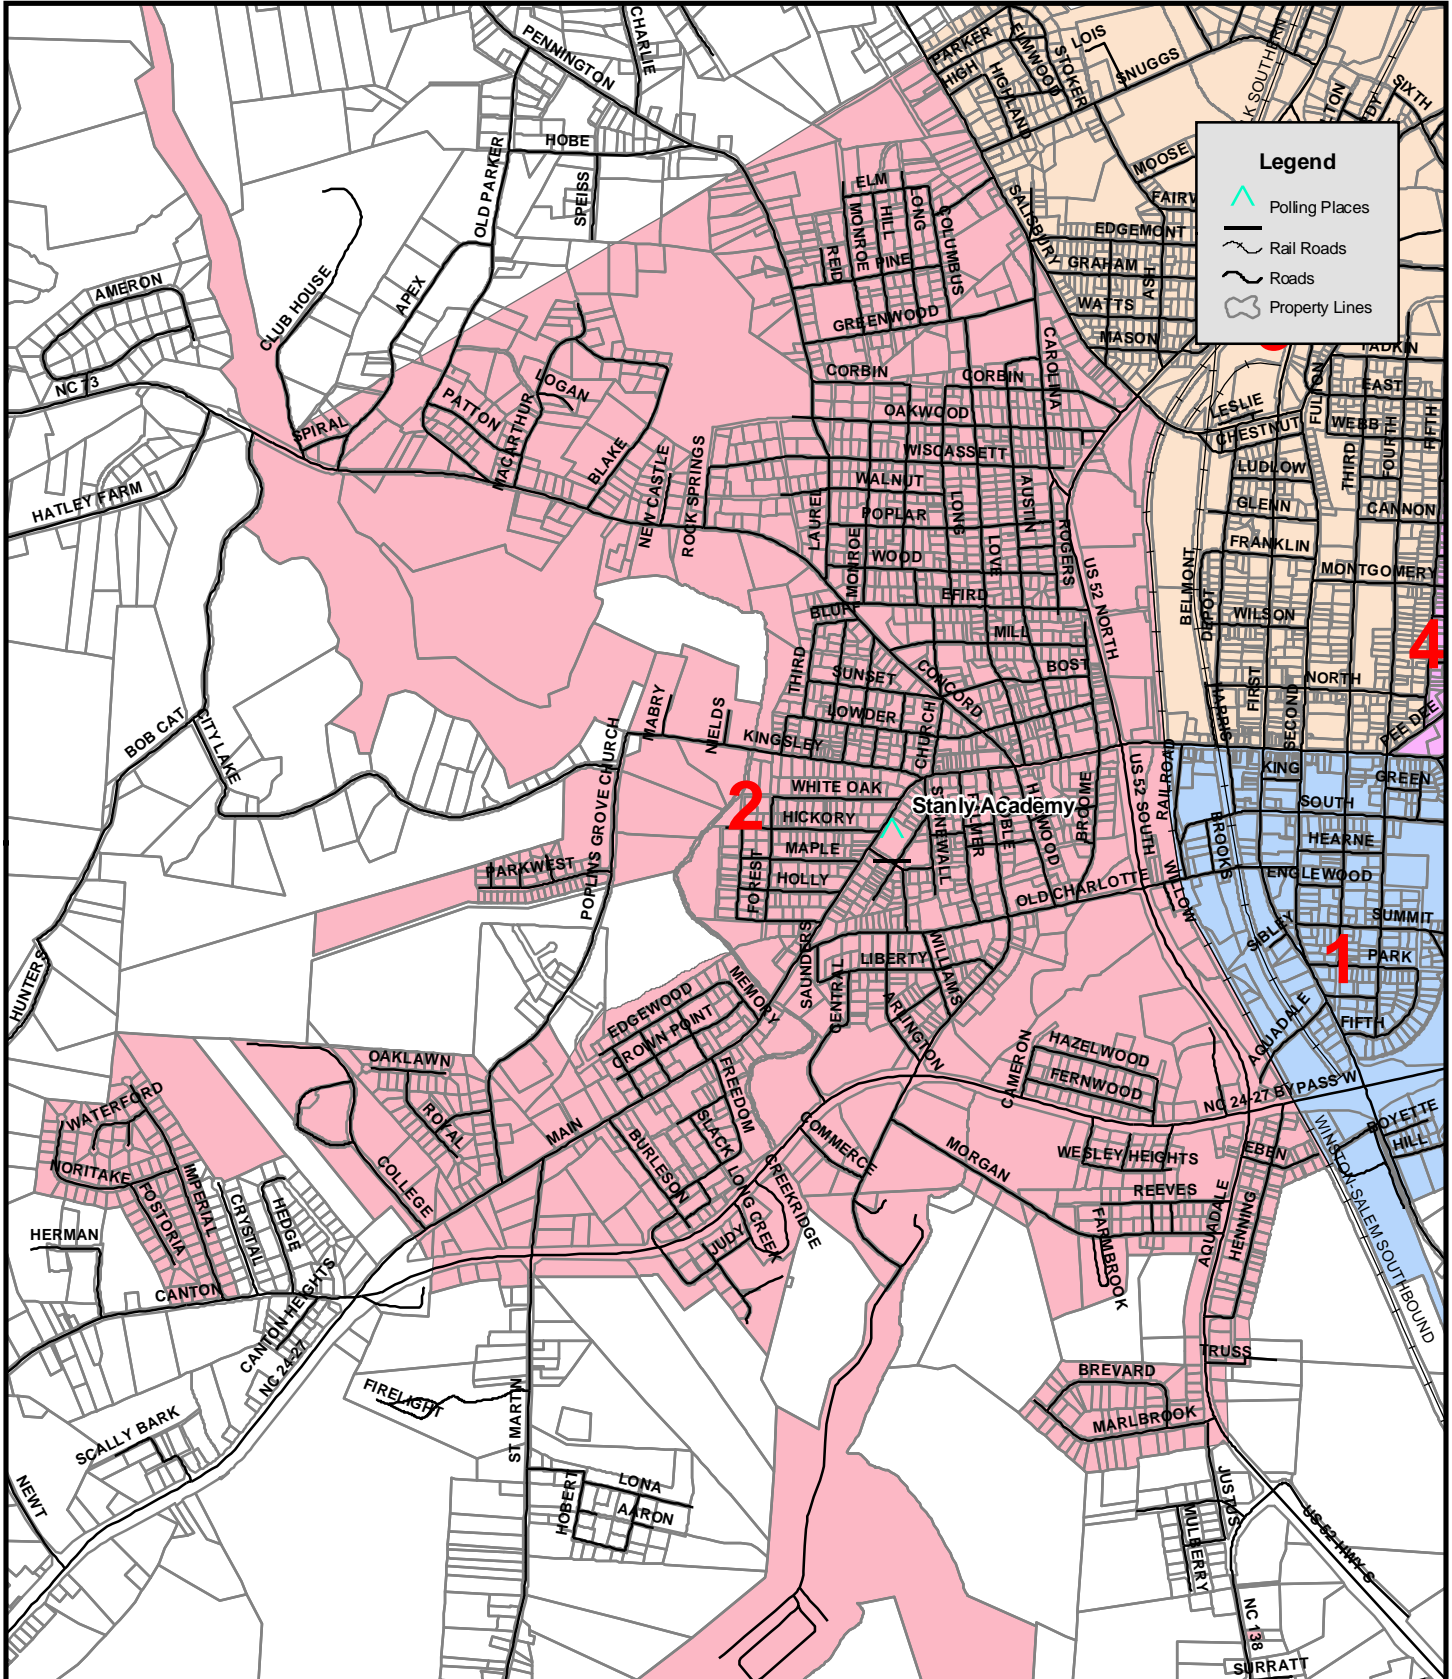 PENNINGTON
CHARLIE
PARKER
HIGH
ELMWOOD
STOKER
LOIS
SNUGGS
HIGHLAND
SIXTH
HOBE
OLD PARKER
SPEISS
MOOSE
Legend
Polling Places
Rail Roads
Roads
Property Lines
ELM
LONG
HILL
MONROE
COLUMBUS
REID
PINE
SALISBURY
EDGEMONT
GRAHAM
ASH
WATTS
MASON
AMERON
CLUB HOUSE
APEX
GREENWOOD
CAROLINA
NC 73
SPIRAL
PATTON
LOGAN
MACARTHUR
BLAKE
CORBIN
CORBIN
OAKWOOD
LESLIE
CHESTNUT
FULTON
EAST
WEBB
THIRD
FOURTH
FIFTH
HATLEY FARM
NEW CASTLE
ROCK SPRINGS
WISCASSETT
WALNUT
POPLAR
LAUREL
MONROE
WOOD
LONG
LOVE
AUSTIN
ROGERS
LUDLOW
GLENN
CANNON
FRANKLIN
MONTGOMERY
US 52 NORTH
BELMONT
DEPOT
WILSON
EFIRD
BLUFF
MILL
BOST
4
THIRD
SUNSET
CONCORD
LOWDER
CHURCH
NORTH
FIRST
SECOND
HARRIS
PEE DEE
BOB CAT
CITY LAKE
MABRY
NIELDS
KINGSLEY
POPLINS GROVE CHURCH
2
WHITE OAK
HICKORY
MAPLE
HOLLY
FOREST
Stanly Academy
STONEWALL
BROOME
US 52 SOUTH
RAILROAD
KING
GREEN
SOUTH
HEARNE
BROOKS
ENGLEWOOD
PARKWEST
OLD CHARLOTTE
WILLOW
SIBLEY
SUMMIT
1
PARK
HUNTERS
SAUNDERS
CENTRAL
LIBERTY
WILLIAMS
ARLINGTON
MEMORY
EDGEWOOD
CROWN POINT
FREEDOM
AQUADALE
FIFTH
OAKLAWN
ROYAL
WATERFORD
NORITAKE
FOSTORIA
IMPERIAL
CRYSTAIL
HEDGE
COLLEGE
MAIN
BURLESON
SLACK
LONG CREEK
JUDY
CREEKRIDGE
COMMERCE
CAMERON
HAZELWOOD
FERNWOOD
NC 24-27 BYPASS W
MORGAN
WESLEY HEIGHTS
REEVES
FARMBROOK
EBEN
BOYETTE
HILL
AQUADALE
HENNING
WINSTON-SALEM SOUTHBOUND
HERMAN
CANTON
CANTON HEIGHTS
NC 24-27
FIRELIGHT
ST MARTIN
SCALLY BARK
NEWT
HOBERT
LONA
AARON
TRUSS
BREVARD
MARLBROOK
JUSTUS
MULBERRY
US 52 HWY S
NC 138
SURRATT